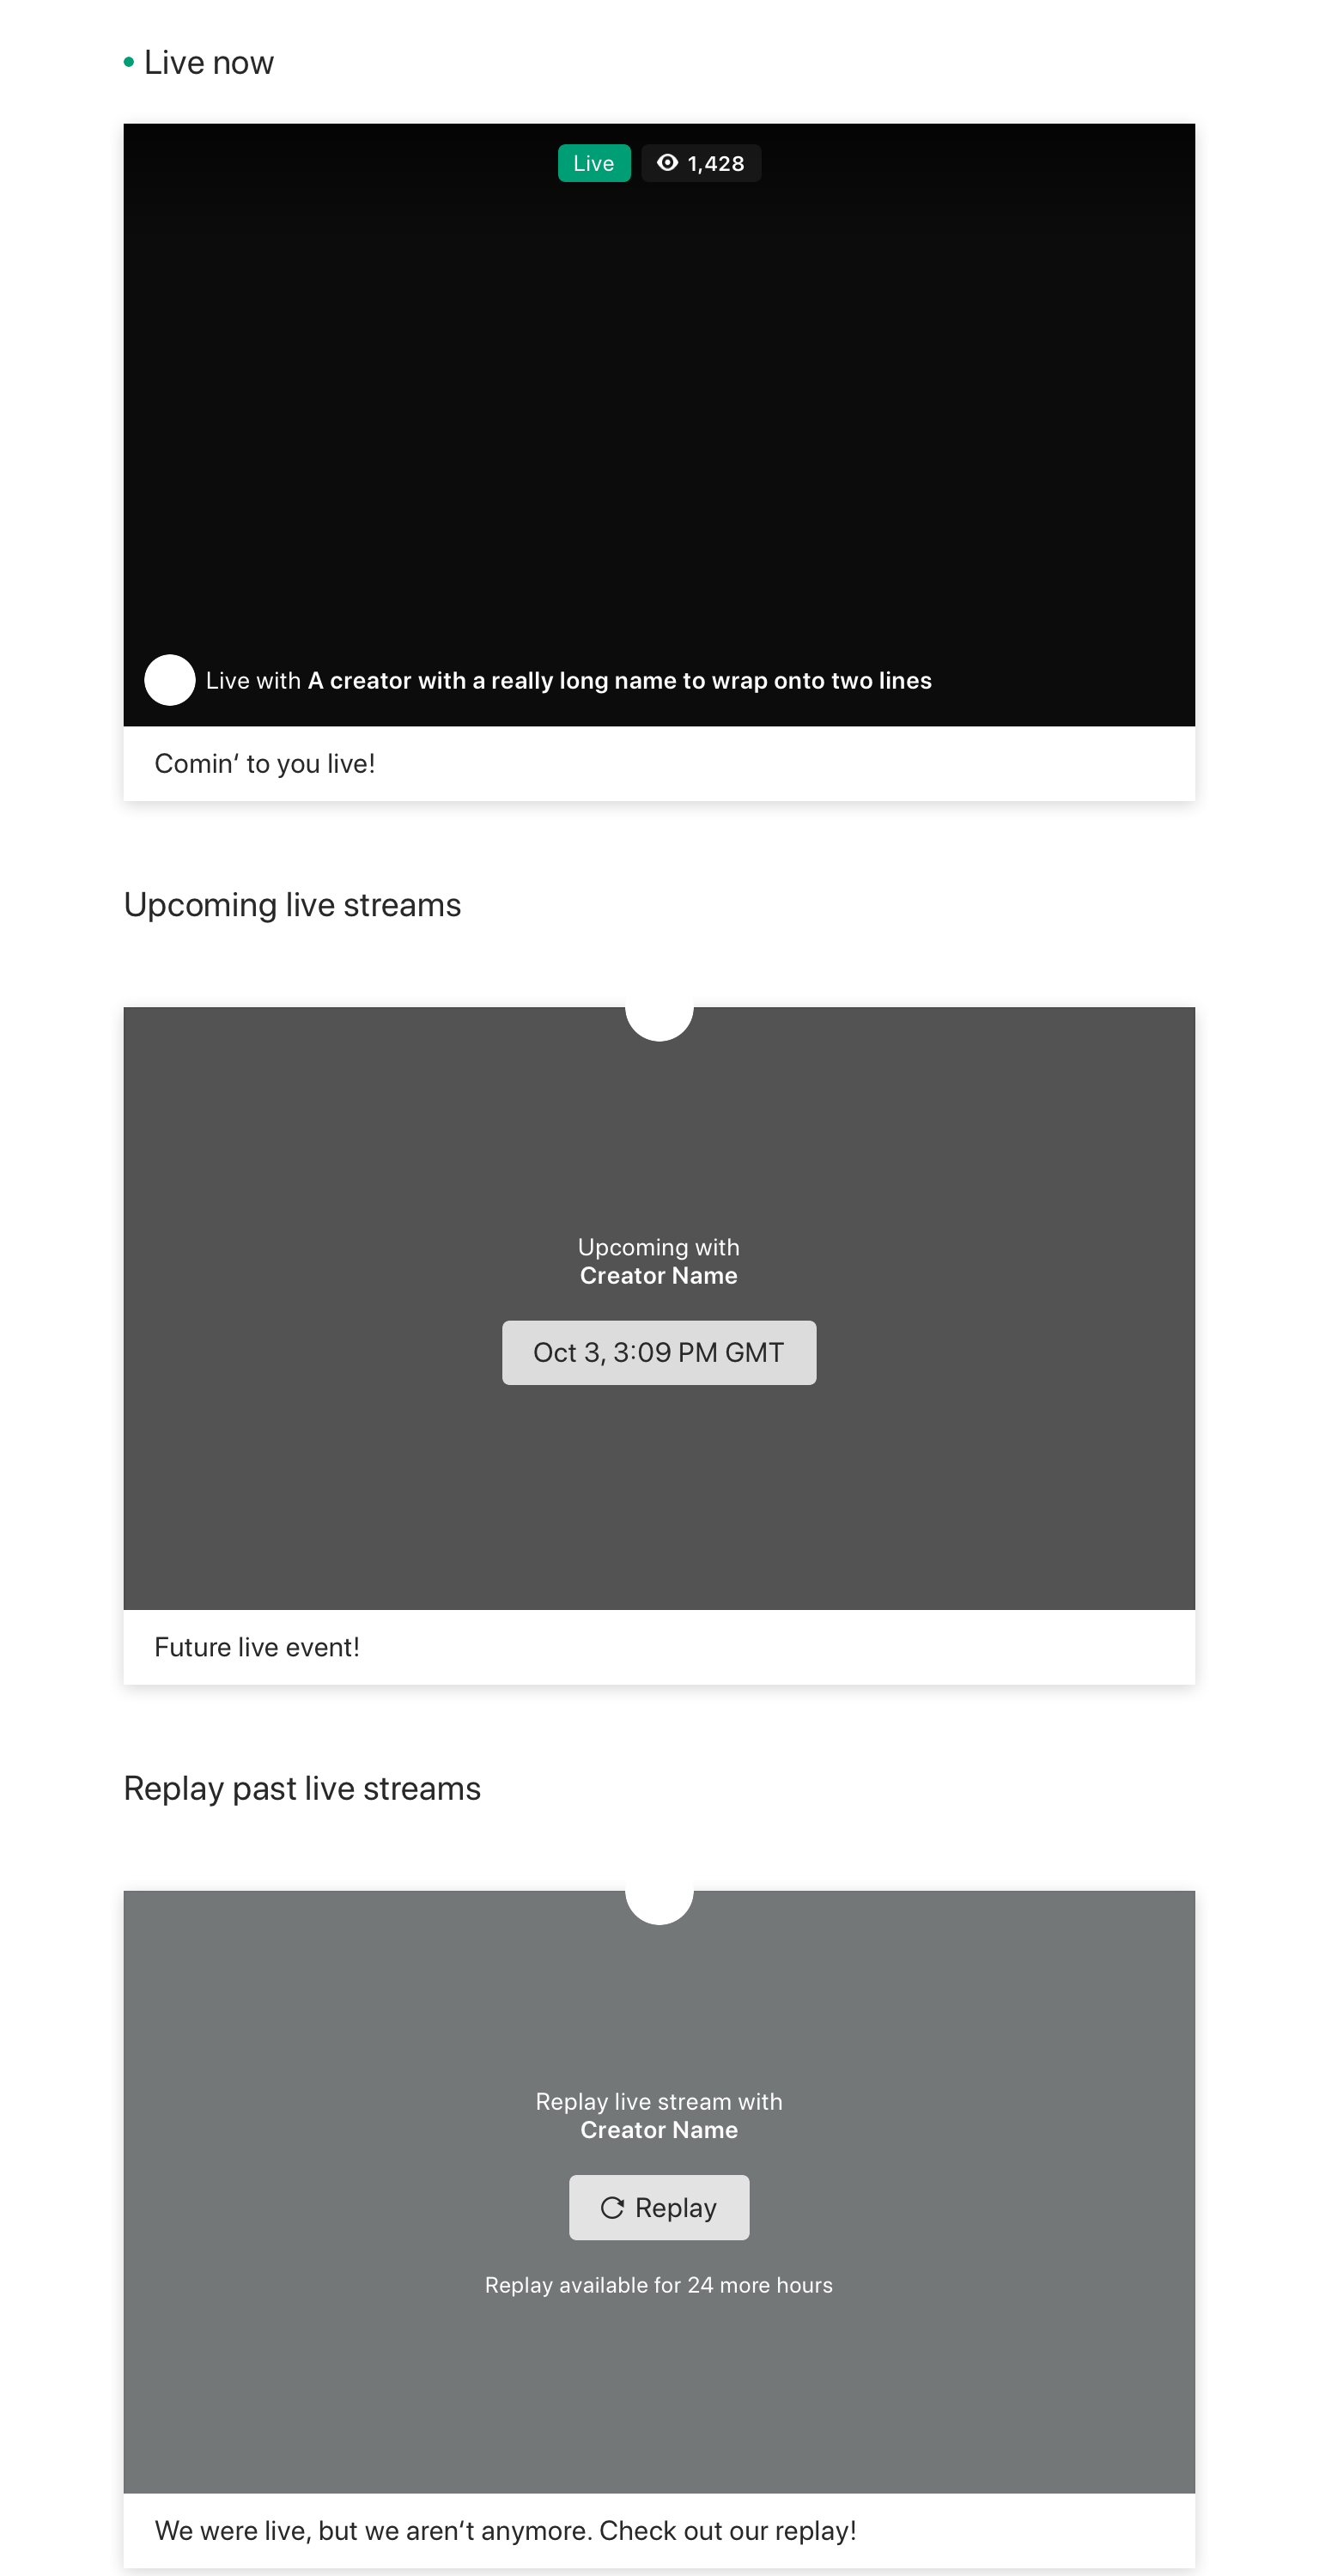 Live now
Live 1,428
Live with A creator with a really long name to wrap onto two lines
Comin‘ to you live!
Upcoming live streams
Upcoming with
Creator Name
Oct 3, 3:09 PM GMT
Future live event!
Replay past live streams
Replay live stream with
Creator Name
Replay
Replay available for 24 more hours
We were live, but we aren‘t anymore. Check out our replay!